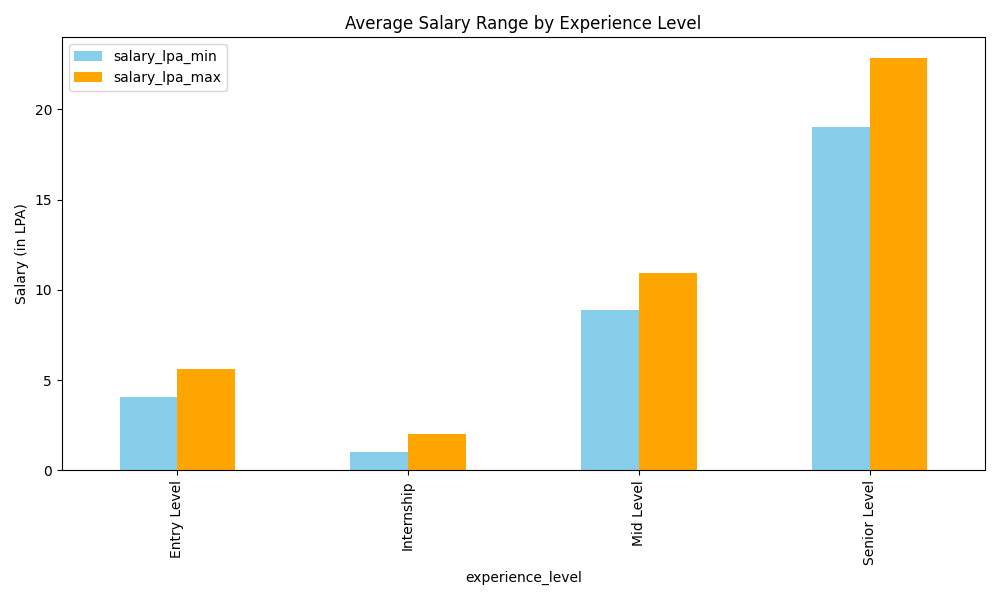 Average Salary Range by Experience Level
salary_lpa_min
salary_lpa_max
Salary (in LPA)
20
15
10
5
0
Entry Level
Internship
Mid Level
Senior Level
experience_level